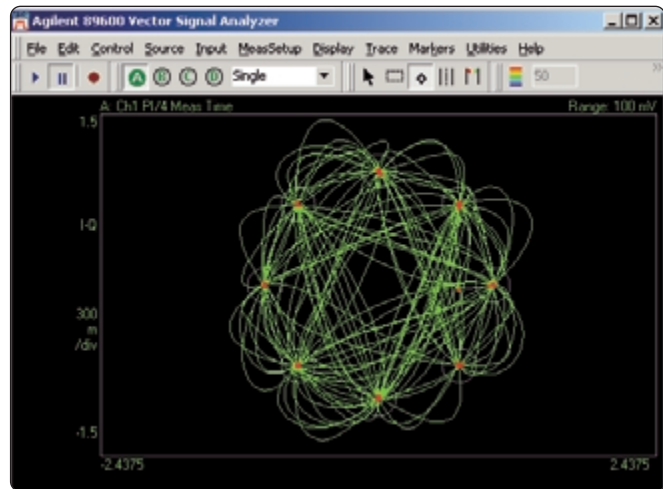 Agilent 89600 Vector Signal Analyzer
File Edit Control Source Input MeasSetup Display Trace Markers Utilities Help
A B C D Single 50
A: Ch1 PI/4 Meas Time Range: 100 mV
1.5
I-Q
300
m
/div
-1.5
-2.4375 2.4375